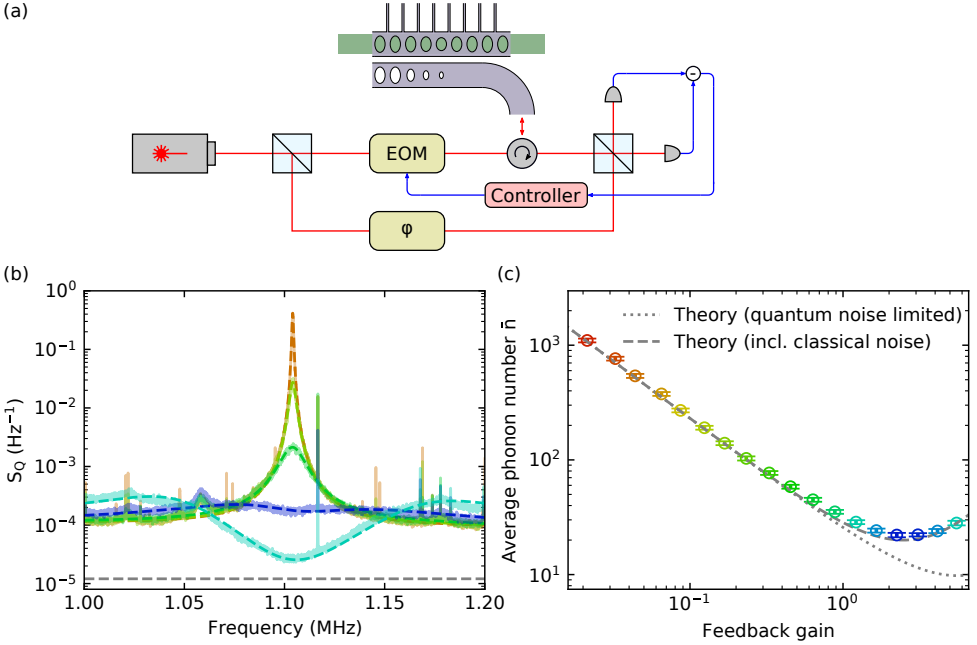 (a)
EOM
Controller
φ
(b)
S_Q (Hz⁻¹)
10⁰
10⁻¹
10⁻²
10⁻³
10⁻⁴
10⁻⁵
1.00
1.05
1.10
1.15
1.20
Frequency (MHz)
(c)
Average phonon number n̄
10³
10²
10¹
Theory (quantum noise limited)
Theory (incl. classical noise)
10⁻¹
10⁰
Feedback gain